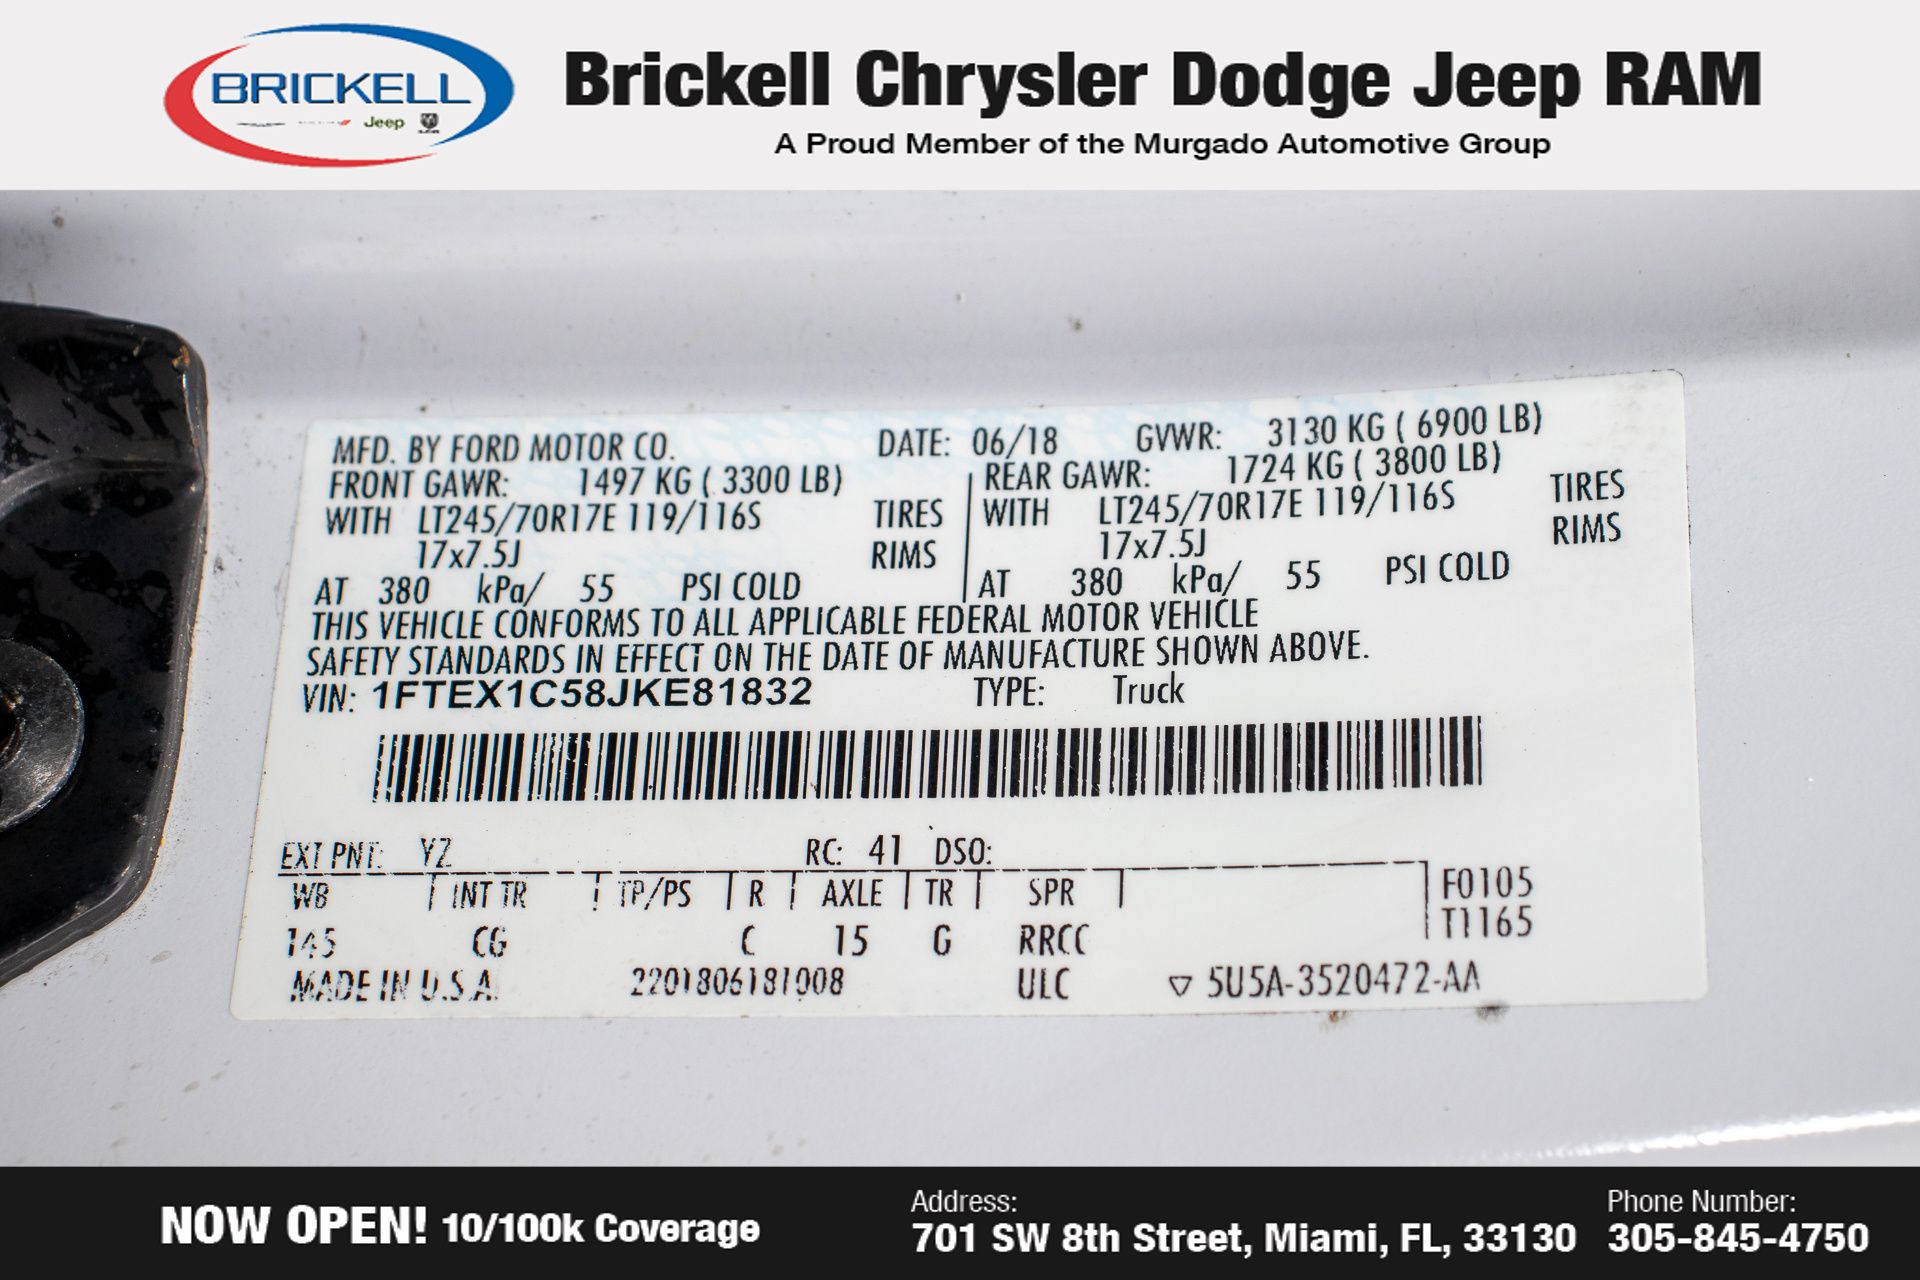 BRICKELL
Jeep
Brickell Chrysler Dodge Jeep RAM
A Proud Member of the Murgado Automotive Group
MFD. BY FORD MOTOR CO. DATE: 06/18 GVWR: 3130 KG ( 6900 LB)
FRONT GAWR: 1497 KG ( 3300 LB) REAR GAWR: 1724 KG ( 3800 LB)
WITH LT245/70R17E 119/116S TIRES WITH LT245/70R17E 119/116S TIRES
17x7.5J RIMS 17x7.5J RIMS
AT 380 kPa/ 55 PSI COLD AT 380 kPa/ 55 PSI COLD
THIS VEHICLE CONFORMS TO ALL APPLICABLE FEDERAL MOTOR VEHICLE
SAFETY STANDARDS IN EFFECT ON THE DATE OF MANUFACTURE SHOWN ABOVE.
VIN: 1FTEX1C58JKE81832 TYPE: Truck
EXT PNT: YZ RC: 41 DSO:
WB INT TR TP/PS R AXLE TR SPR F0105
T1165
145 CG C 15 G RRCC
MADE IN U.S.A. 2201806181008 ULC ▽ 5U5A-3520472-AA
NOW OPEN! 10/100k Coverage
Address:
701 SW 8th Street, Miami, FL, 33130
Phone Number:
305-845-4750